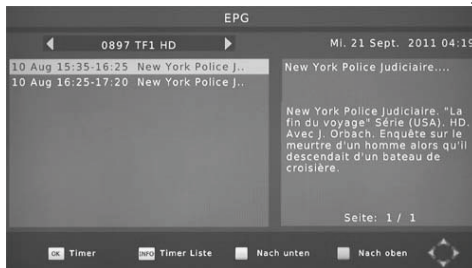 EPG
0897 TF1 HD
Mi. 21 Sept. 2011 04:19
10 Aug 15:35-16:25 New York Police J..
10 Aug 16:25-17:20 New York Police J..
New York Police Judiciaire....
New York Police Judiciaire. "La
fin du voyage" Série (USA). HD.
Avec J. Orbach. Enquête sur le
meurtre d'un homme alors qu'il
descendait d'un bateau de
croisière.
Seite: 1 / 1
OK Timer
INFO Timer Liste
Nach unten
Nach oben